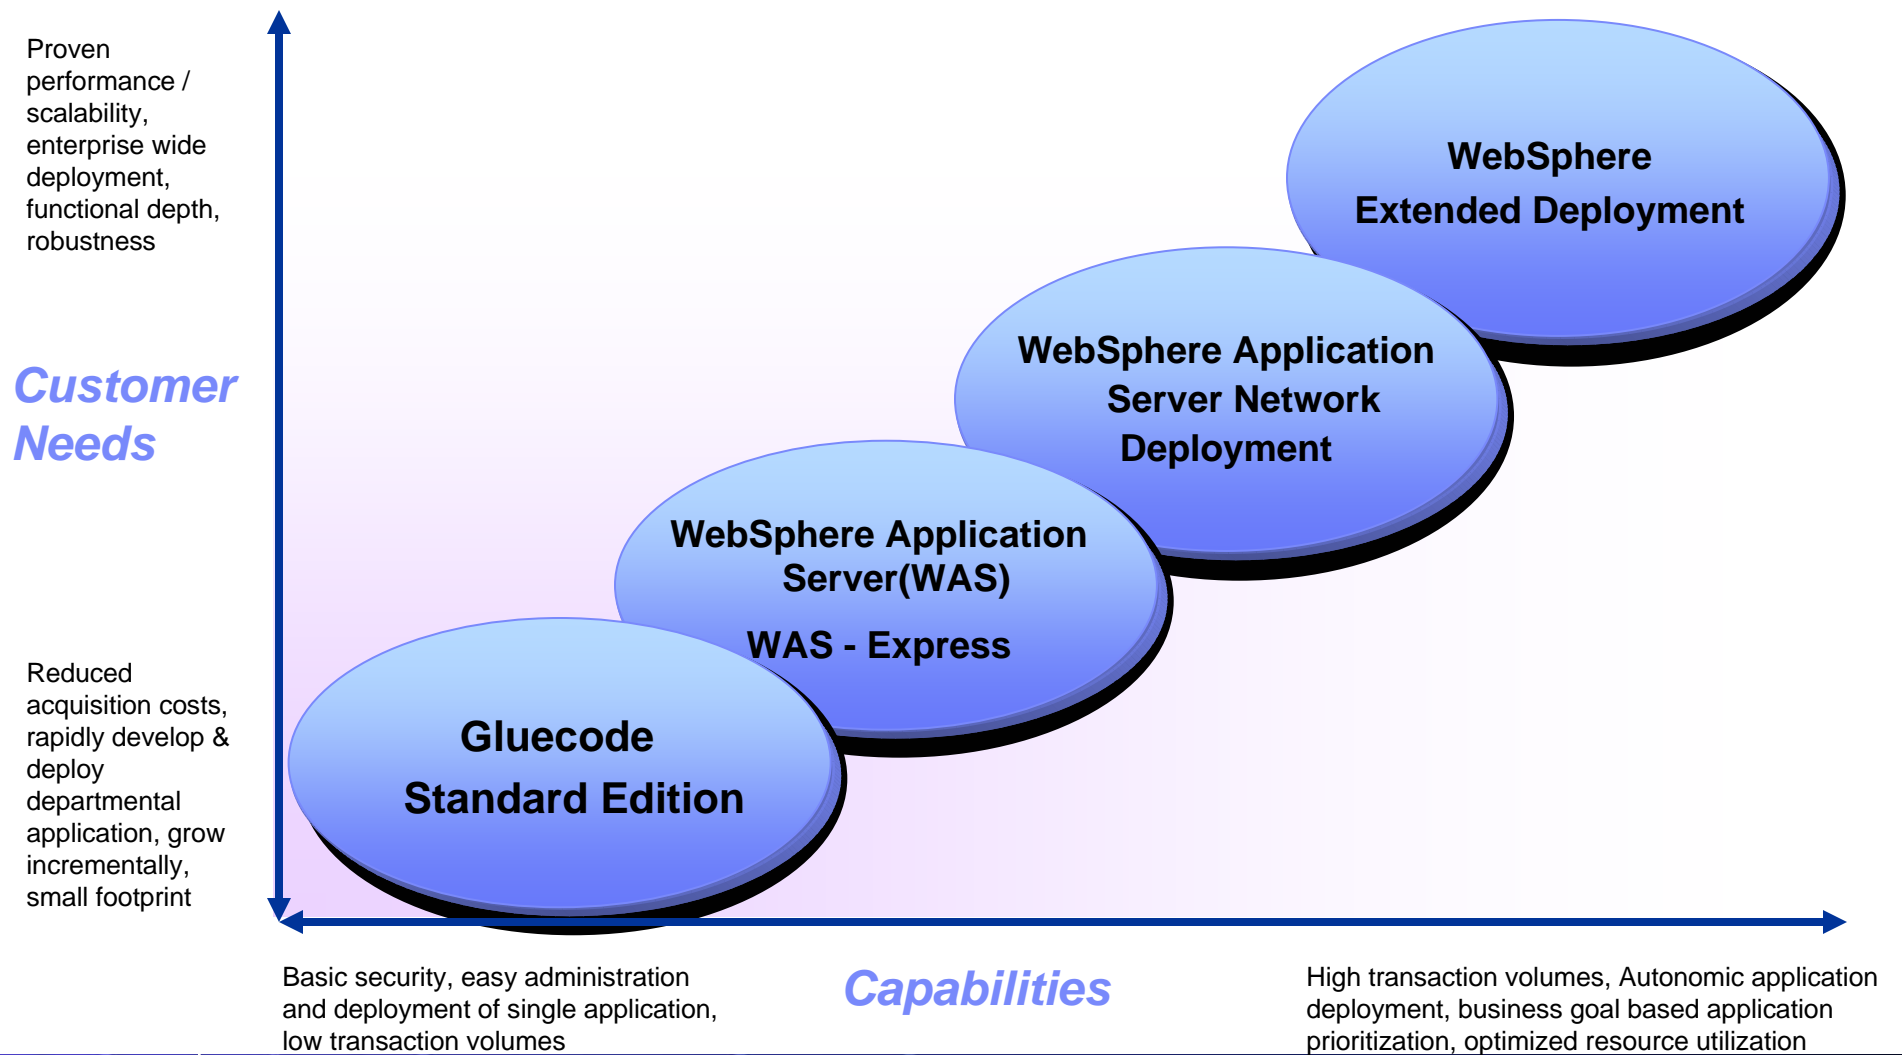 Proven
performance /
scalability,
enterprise wide
deployment,
functional depth,
robustness
WebSphere
Extended Deployment
WebSphere Application
Server Network
Deployment
Customer
Needs
WebSphere Application
Server(WAS)
WAS - Express
Reduced
acquisition costs,
rapidly develop &
deploy
departmental
application, grow
incrementally,
small footprint
Gluecode
Standard Edition
Basic security, easy administration
and deployment of single application,
low transaction volumes
Capabilities
High transaction volumes, Autonomic application
deployment, business goal based application
prioritization, optimized resource utilization